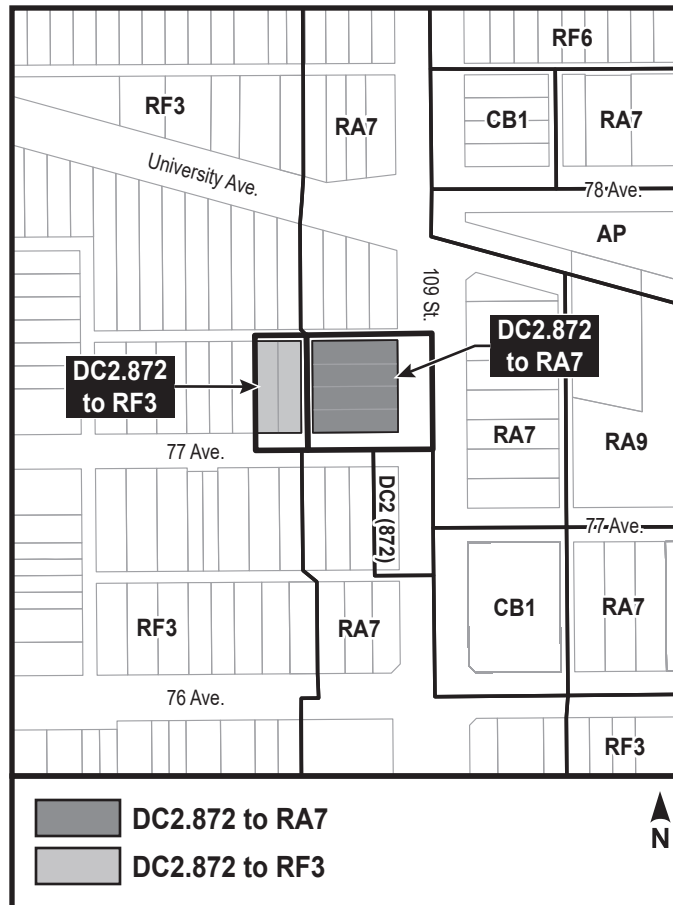 RF6
RF3
RA7
CB1
RA7
University Ave.
78 Ave.
AP
109 St.
DC2.872
to RF3
DC2.872
to RA7
77 Ave.
RA7
RA9
DC2 (872)
77 Ave.
RF3
RA7
CB1
RA7
76 Ave.
RF3
DC2.872 to RA7
DC2.872 to RF3
N